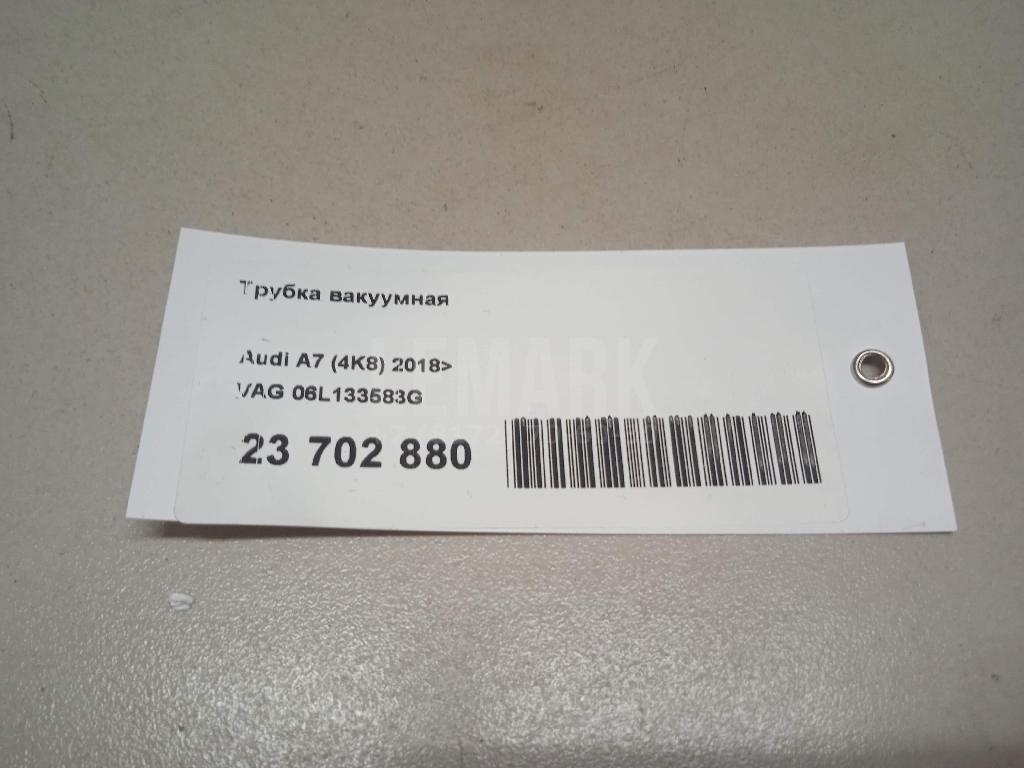 Трубка вакуумная
Audi A7 (4K8) 2018>
VAG 06L133583G
23 702 880
LEMARK